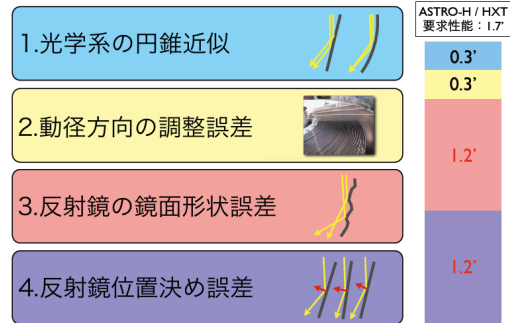 ASTRO-H / HXT
要求性能：1.7'
1.光学系の円錐近似
0.3'
2.動径方向の調整誤差
0.3'
3.反射鏡の鏡面形状誤差
1.2'
4.反射鏡位置決め誤差
1.2'